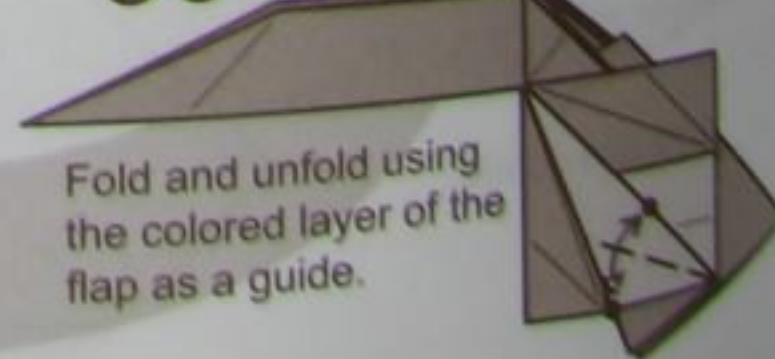 Fold and unfold using
the colored layer of the
flap as a guide.